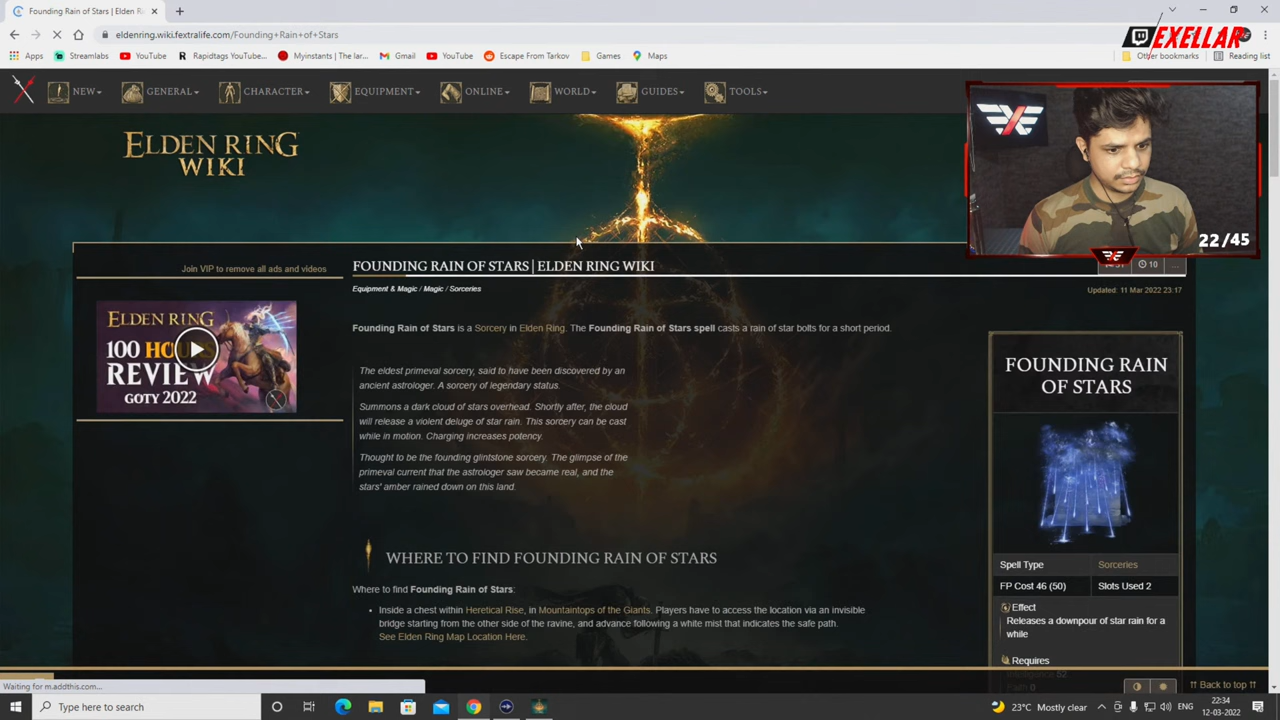 Founding Rain of Stars | Elden Ri
eldenring.wiki.fextralife.com/Founding+Rain+of+Stars
EXELLAR
Apps Streamlabs YouTube Rapidtags YouTube... Myinstants | The lar... Gmail YouTube Escape From Tarkov Games Maps Other bookmarks Reading list
NEW GENERAL CHARACTER EQUIPMENT ONLINE WORLD GUIDES TOOLS
ELDEN RING
WIKI
22/45
Join VIP to remove all ads and videos
FOUNDING RAIN OF STARS | ELDEN RING WIKI
10
...
Equipment & Magic / Magic / Sorceries
Updated: 11 Mar 2022 23:17
ELDEN RING
100 HO
REVIEW
GOTY 2022
Founding Rain of Stars is a Sorcery in Elden Ring. The Founding Rain of Stars spell casts a rain of star bolts for a short period.
The eldest primeval sorcery, said to have been discovered by an
ancient astrologer. A sorcery of legendary status.
Summons a dark cloud of stars overhead. Shortly after, the cloud
will release a violent deluge of star rain. This sorcery can be cast
while in motion. Charging increases potency.
Thought to be the founding glintstone sorcery. The glimpse of the
primeval current that the astrologer saw became real, and the
stars' amber rained down on this land.
WHERE TO FIND FOUNDING RAIN OF STARS
Where to find Founding Rain of Stars:
• Inside a chest within Heretical Rise, in Mountaintops of the Giants. Players have to access the location via an invisible
bridge starting from the other side of the ravine, and advance following a white mist that indicates the safe path.
See Elden Ring Map Location Here.
FOUNDING RAIN
OF STARS
Spell Type Sorceries
FP Cost 46 (50) Slots Used 2
Effect
Releases a downpour of star rain for a
while
Requires
Intelligence 52
Faith 0
Back to top
Waiting for m.addthis.com...
Type here to search
23°C Mostly clear
ENG
22:34
12-03-2022